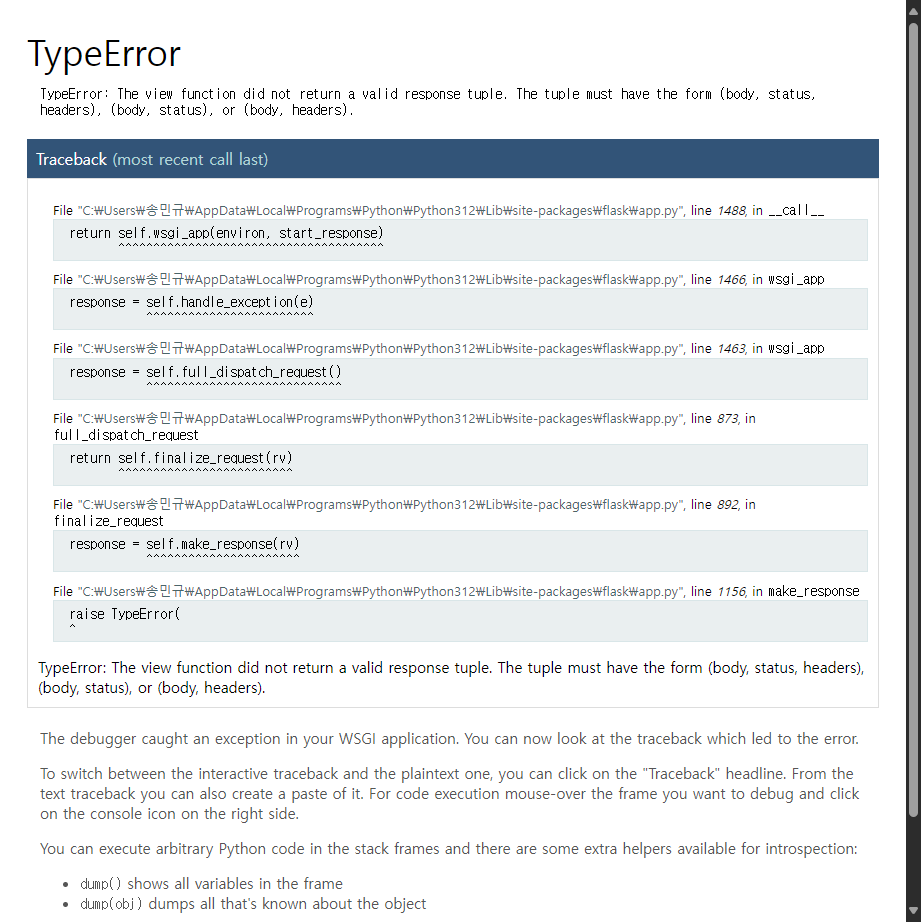 TypeError
TypeError: The view function did not return a valid response tuple. The tuple must have the form (body, status,
headers), (body, status), or (body, headers).
Traceback (most recent call last)
File "C:₩Users₩송민규₩AppData₩Local₩Programs₩Python₩Python312₩Lib₩site-packages₩flask₩app.py", line 1488, in __call__
return self.wsgi_app(environ, start_response)
^^^^^^^^^^^^^^^^^^^^^^^^^^^^^^^^^^^^^^
File "C:₩Users₩송민규₩AppData₩Local₩Programs₩Python₩Python312₩Lib₩site-packages₩flask₩app.py", line 1466, in wsgi_app
response = self.handle_exception(e)
^^^^^^^^^^^^^^^^^^^^^^^^
File "C:₩Users₩송민규₩AppData₩Local₩Programs₩Python₩Python312₩Lib₩site-packages₩flask₩app.py", line 1463, in wsgi_app
response = self.full_dispatch_request()
^^^^^^^^^^^^^^^^^^^^^^^^^^^^
File "C:₩Users₩송민규₩AppData₩Local₩Programs₩Python₩Python312₩Lib₩site-packages₩flask₩app.py", line 873, in
full_dispatch_request
return self.finalize_request(rv)
^^^^^^^^^^^^^^^^^^^^^^^^^
File "C:₩Users₩송민규₩AppData₩Local₩Programs₩Python₩Python312₩Lib₩site-packages₩flask₩app.py", line 892, in
finalize_request
response = self.make_response(rv)
^^^^^^^^^^^^^^^^^^^^^^
File "C:₩Users₩송민규₩AppData₩Local₩Programs₩Python₩Python312₩Lib₩site-packages₩flask₩app.py", line 1156, in make_response
raise TypeError(
^
TypeError: The view function did not return a valid response tuple. The tuple must have the form (body, status, headers),
(body, status), or (body, headers).
The debugger caught an exception in your WSGI application. You can now look at the traceback which led to the error.
To switch between the interactive traceback and the plaintext one, you can click on the "Traceback" headline. From the
text traceback you can also create a paste of it. For code execution mouse-over the frame you want to debug and click
on the console icon on the right side.
You can execute arbitrary Python code in the stack frames and there are some extra helpers available for introspection:
• dump() shows all variables in the frame
• dump(obj) dumps all that's known about the object